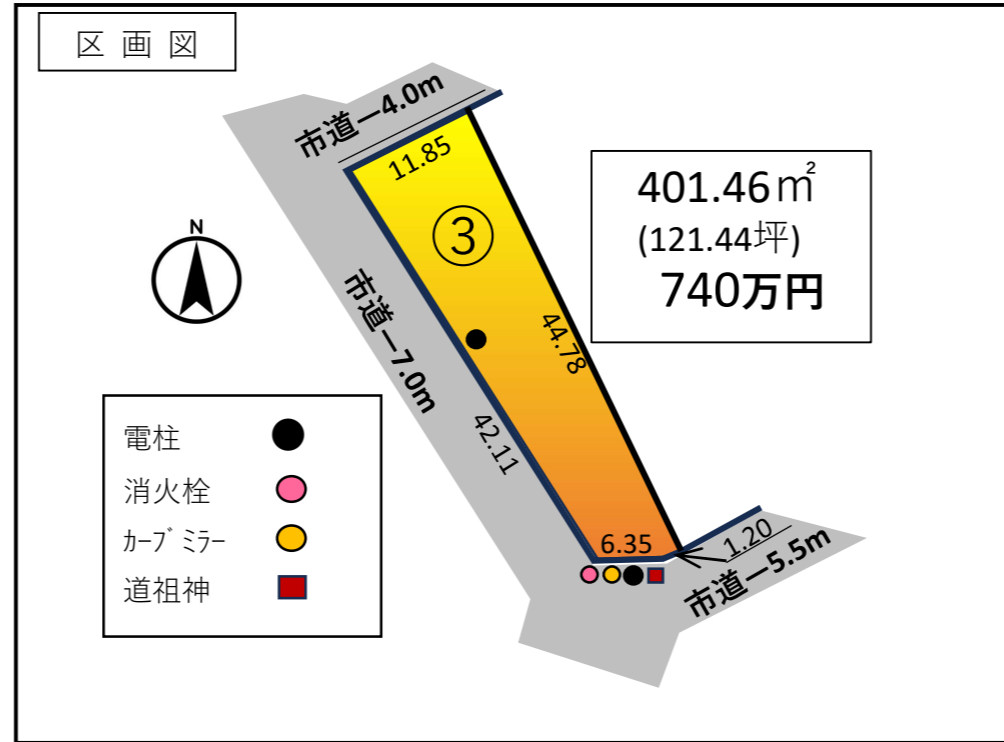 区画図
市道ー4.0m
11.85
③
N
市道ー7.0m
44.78
42.11
401.46㎡
(121.44坪)
740万円
電柱
消火栓
ｶｰﾌﾞﾐﾗｰ
道祖神
6.35
1.20
市道ー5.5m